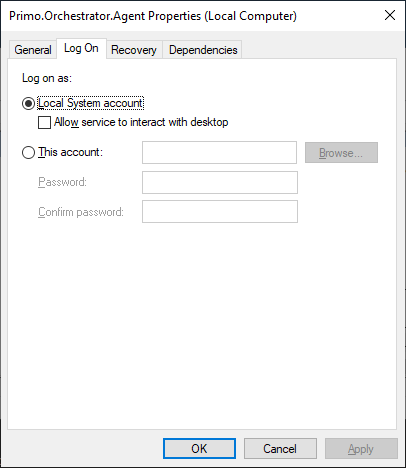 Primo.Orchestrator.Agent Properties (Local Computer)
General Log On Recovery Dependencies
Log on as:
Local System account
Allow service to interact with desktop
This account:
Browse...
Password:
Confirm password:
OK Cancel Apply